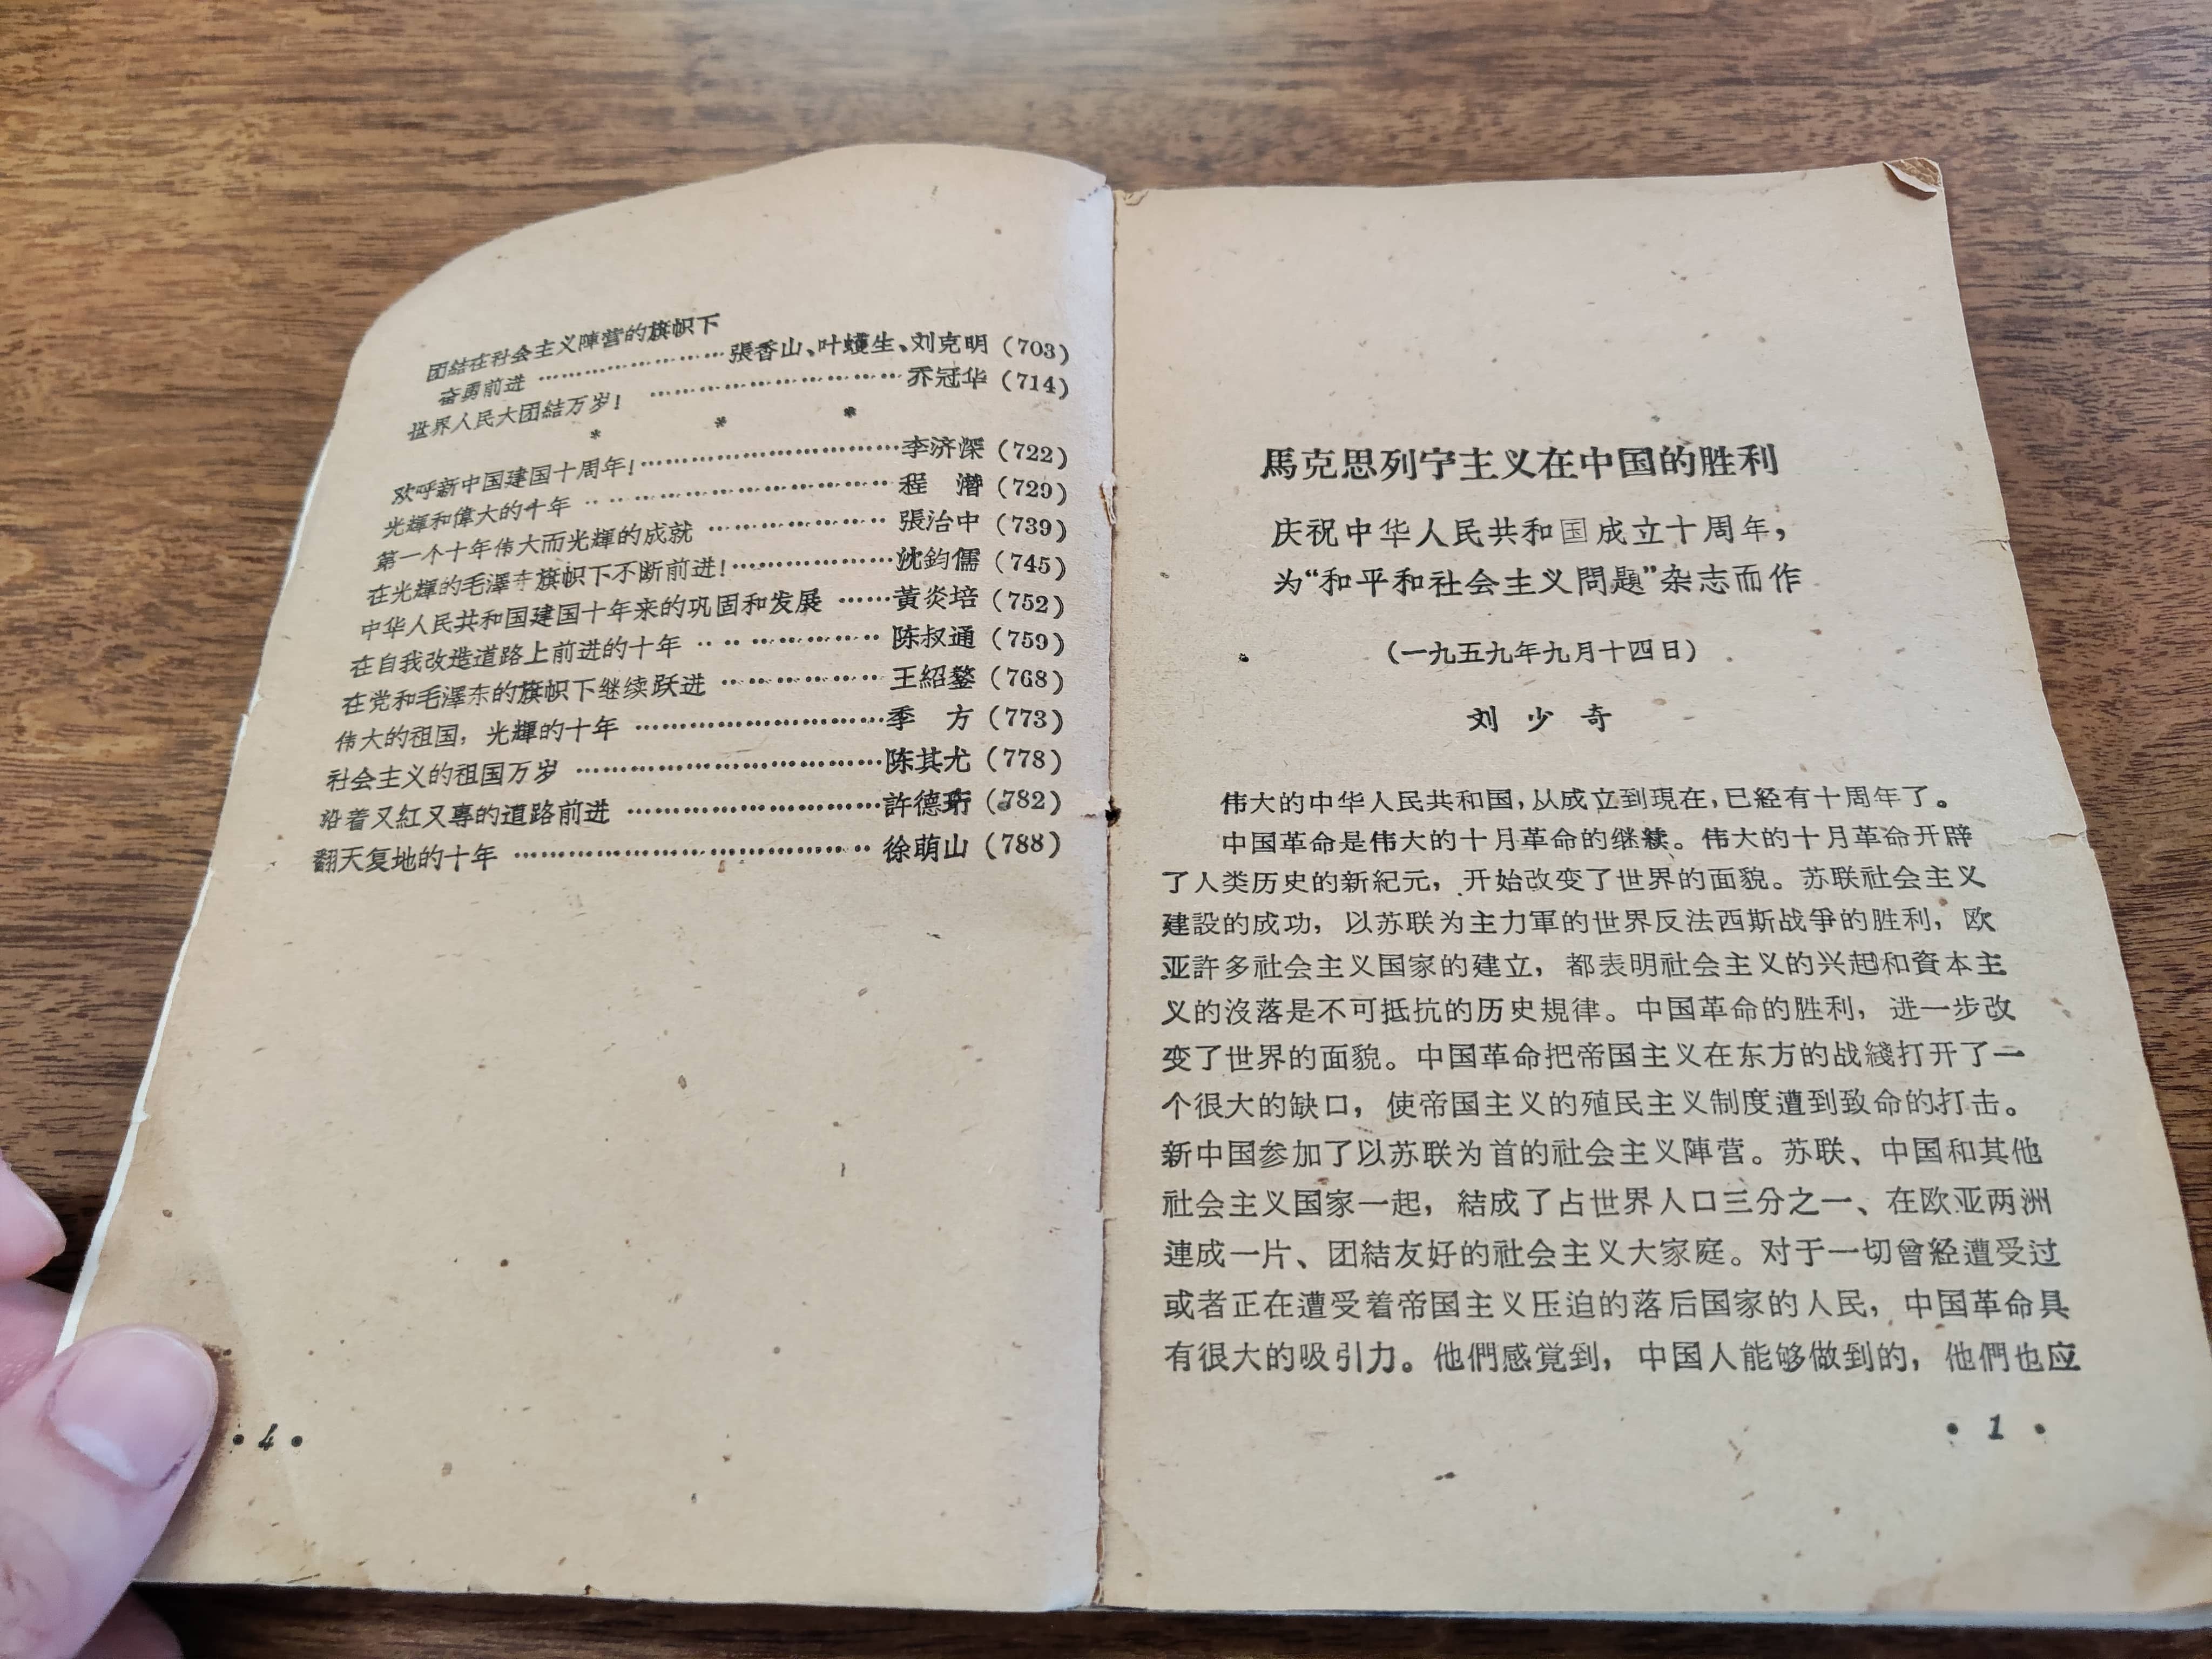 团結在社会主义陣营的旗帜下
奋勇前进 …………………張香山、叶蠖生、刘克明（703）
世界人民大团結万岁！ …………………………乔冠华（714）
* * *
欢呼新中国建国十周年！…………………………李济深（722）
光輝和偉大的十年 …………………………程　潛（729）
第一个十年伟大而光輝的成就 ………………張治中（739）
在光輝的毛澤东旗帜下不断前进！………………沈鈞儒（745）
中华人民共和国建国十年来的巩固和发展 ……黄炎培（752）
在自我改造道路上前进的十年 ………………陈叔通（759）
在党和毛澤东的旗帜下继续跃进 ………………王紹鏊（768）
伟大的祖国，光輝的十年 …………………………季　方（773）
社会主义的祖国万岁 …………………………陈其尤（778）
沿着又紅又專的道路前进 …………………………許德珩（782）
翻天复地的十年 …………………………………徐萌山（788）
• 4 •
馬克思列宁主义在中国的胜利
庆祝中华人民共和国成立十周年，
为“和平和社会主义問題”杂志而作
（一九五九年九月十四日）
刘少奇
伟大的中华人民共和国，从成立到現在，已經有十周年了。
中国革命是伟大的十月革命的继续。伟大的十月革命开辟
了人类历史的新紀元，开始改变了世界的面貌。苏联社会主义
建設的成功，以苏联为主力軍的世界反法西斯战爭的胜利，欧
亚許多社会主义国家的建立，都表明社会主义的兴起和資本主
义的沒落是不可抵抗的历史規律。中国革命的胜利，进一步改
变了世界的面貌。中国革命把帝国主义在东方的战綫打开了一
个很大的缺口，使帝国主义的殖民主义制度遭到致命的打击。
新中国参加了以苏联为首的社会主义陣营。苏联、中国和其他
社会主义国家一起，結成了占世界人口三分之一、在欧亚两洲
連成一片、团結友好的社会主义大家庭。对于一切曾經遭受过
或者正在遭受着帝国主义压迫的落后国家的人民，中国革命具
有很大的吸引力。他們感覚到，中国人能够做到的，他們也应
• 1 •